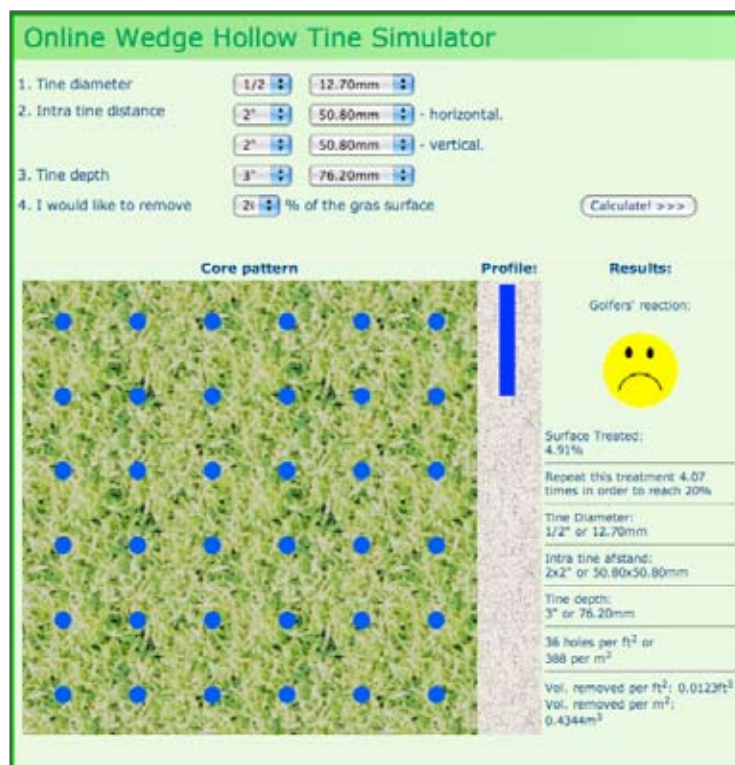 Online Wedge Hollow Tine Simulator
1. Tine diameter 1/2 12.70mm
2. Intra tine distance 2" 50.80mm - horizontal.
2" 50.80mm - vertical.
3. Tine depth 3" 76.20mm
4. I would like to remove % of the gras surface Calculate! >>>
Core pattern Profile: Results:
Golfers' reaction:
Surface Treated:
4.91%
Repeat this treatment 4.07
times in order to reach 20%
Tine Diameter:
1/2" or 12.70mm
Intra tine afstand:
2x2" or 50.80x50.80mm
Tine depth:
3" or 76.20mm
36 holes per ft² or
388 per m²
Vol. removed per ft²: 0.0123ft³
Vol. removed per m²:
0.4344m³